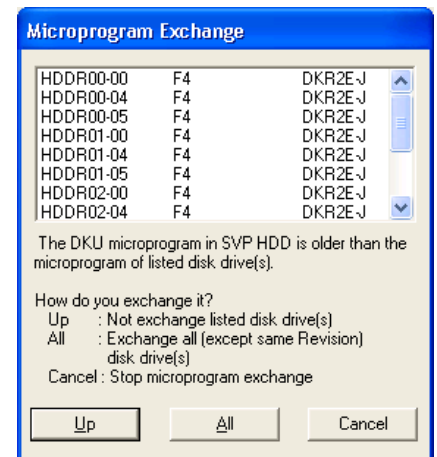 Microprogram Exchange
HDDR00-00 F4 DKR2E-J
HDDR00-04 F4 DKR2E-J
HDDR00-05 F4 DKR2E-J
HDDR01-00 F4 DKR2E-J
HDDR01-04 F4 DKR2E-J
HDDR01-05 F4 DKR2E-J
HDDR02-00 F4 DKR2E-J
HDDR02-04 F4 DKR2E-J
The DKU microprogram in SVP HDD is older than the
microprogram of listed disk drive(s).
How do you exchange it?
Up : Not exchange listed disk drive(s)
All : Exchange all (except same Revision)
disk drive(s)
Cancel : Stop microprogram exchange
Up All Cancel